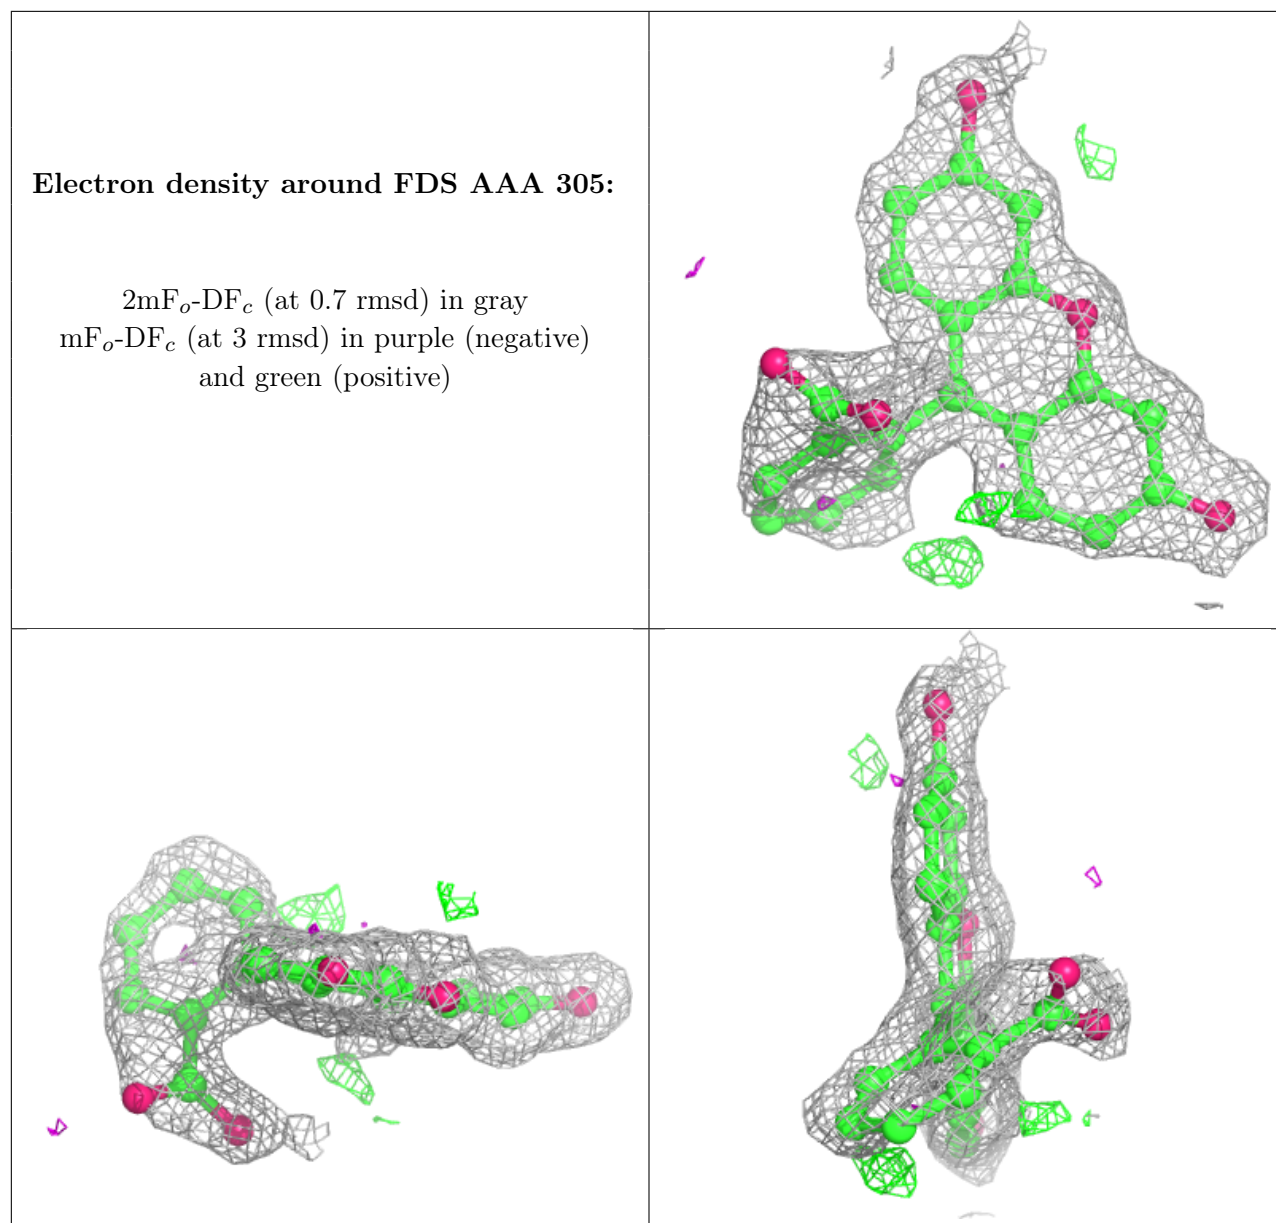 Electron density around FDS AAA 305:
2mFo-DFc (at 0.7 rmsd) in gray
mFo-DFc (at 3 rmsd) in purple (negative)
and green (positive)